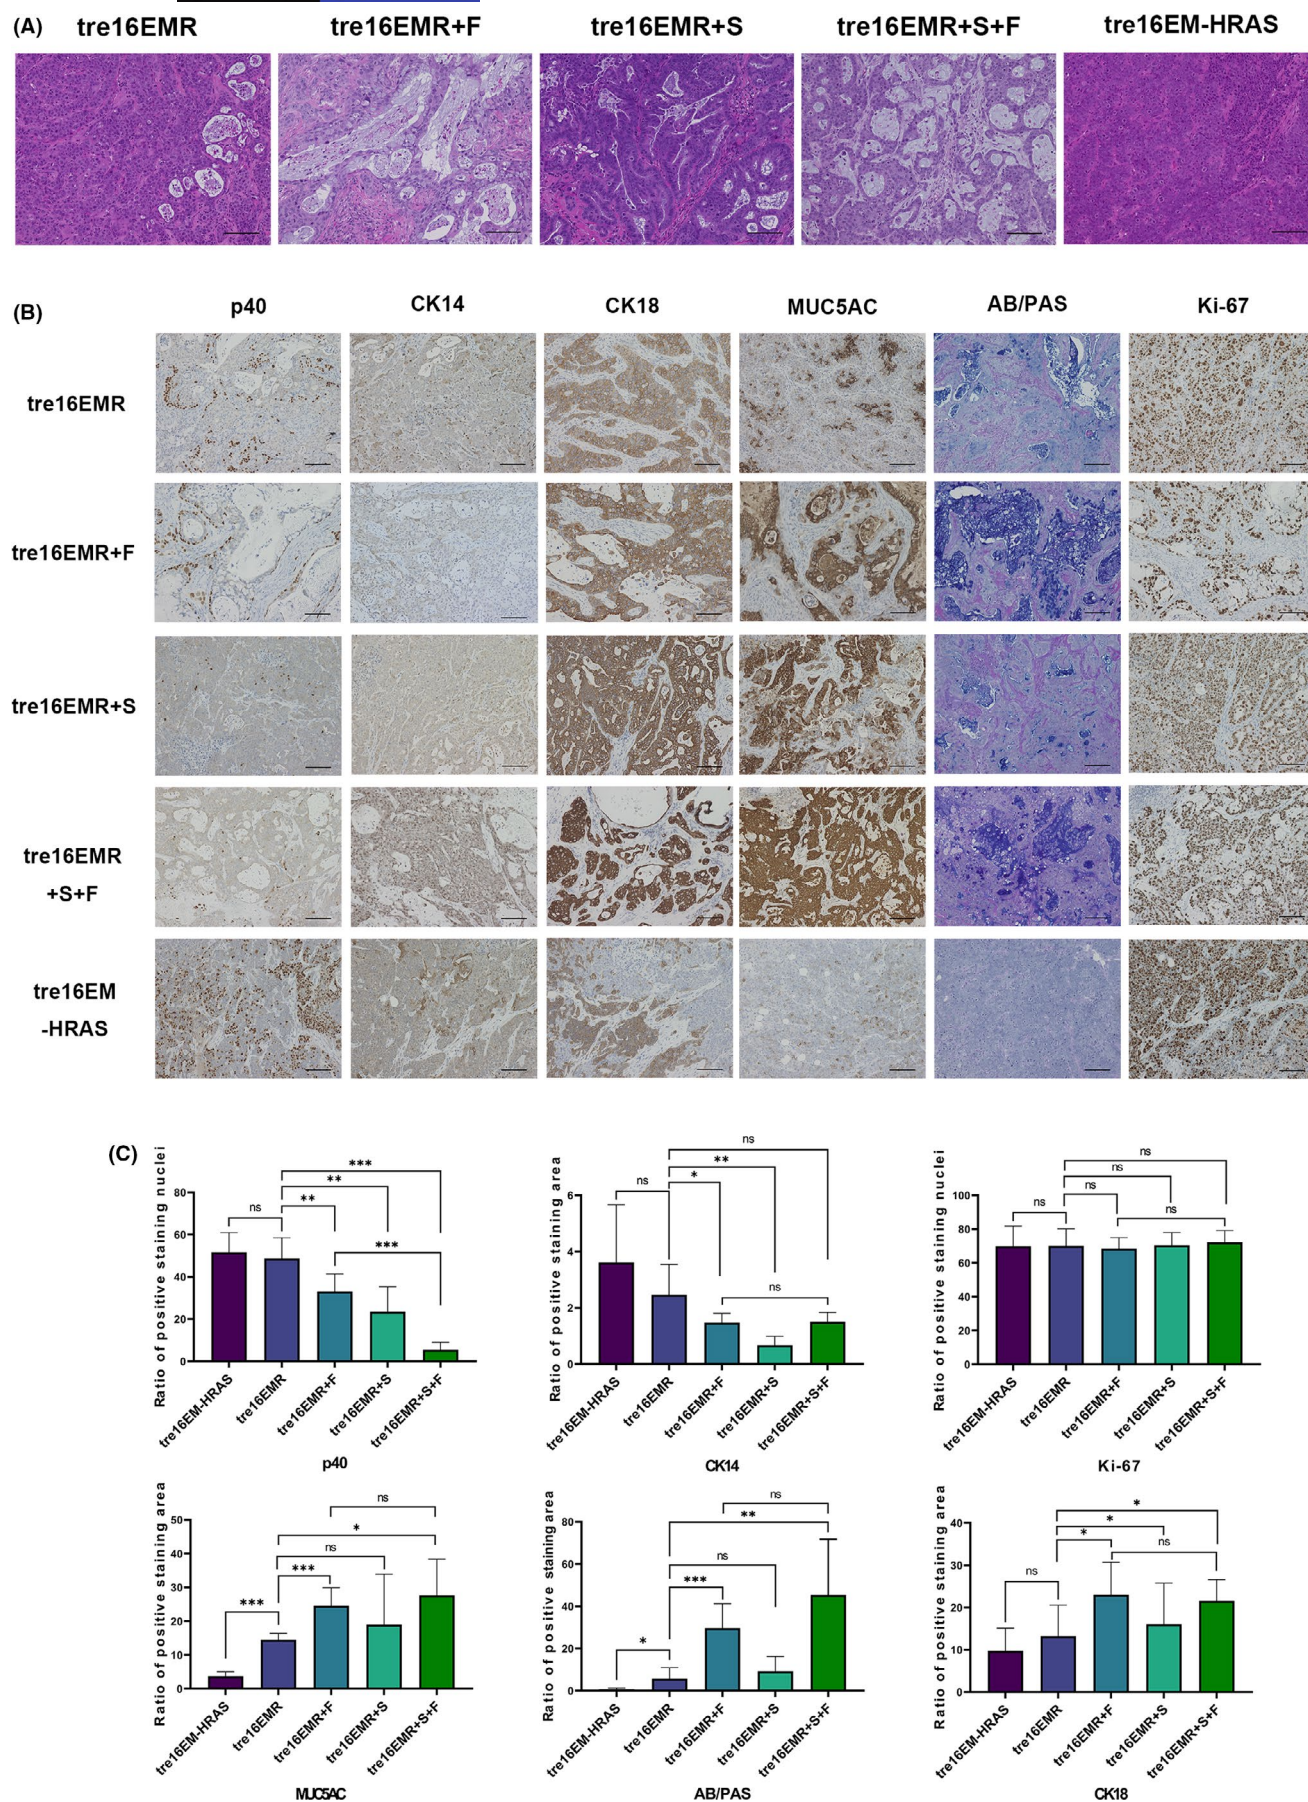 (A)
tre16EMR
tre16EMR+F
tre16EMR+S
tre16EMR+S+F
tre16EM-HRAS
(B)
p40
CK14
CK18
MUC5AC
AB/PAS
Ki-67
tre16EMR
tre16EMR+F
tre16EMR+S
tre16EMR
+S+F
tre16EM
-HRAS
(C)
Ratio of positive staining nuclei
80
60
40
20
0
ns
**
**
***
***
tre16EM-HRAS
tre16EMR
tre16EMR+F
tre16EMR+S
tre16EMR+S+F
p40
Ratio of positive staining area
6
4
2
0
ns
*
**
ns
ns
tre16EM-HRAS
tre16EMR
tre16EMR+F
tre16EMR+S
tre16EMR+S+F
CK14
Ratio of positive staining nuclei
100
80
60
40
20
0
ns
ns
ns
ns
ns
tre16EM-HRAS
tre16EMR
tre16EMR+F
tre16EMR+S
tre16EMR+S+F
Ki-67
Ratio of positive staining area
50
40
30
20
10
0
***
***
ns
*
ns
tre16EM-HRAS
tre16EMR
tre16EMR+F
tre16EMR+S
tre16EMR+S+F
MUC5AC
Ratio of positive staining area
80
60
40
20
0
*
***
ns
**
ns
tre16EM-HRAS
tre16EMR
tre16EMR+F
tre16EMR+S
tre16EMR+S+F
AB/PAS
Ratio of positive staining area
40
30
20
10
0
ns
*
*
*
ns
tre16EM-HRAS
tre16EMR
tre16EMR+F
tre16EMR+S
tre16EMR+S+F
CK18